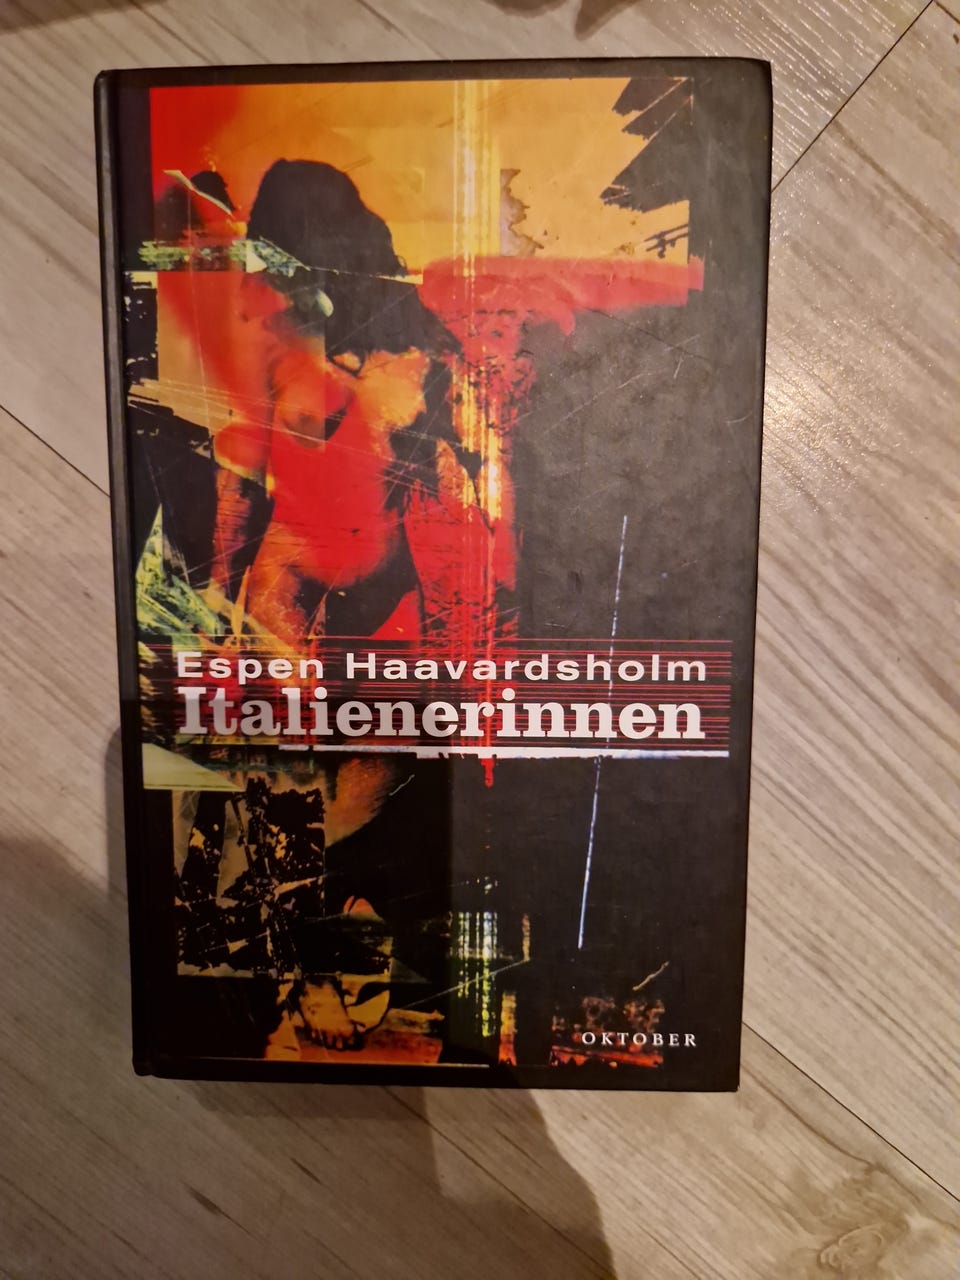 Espen Haavardsholm
Italienerinnen
OKTOBER